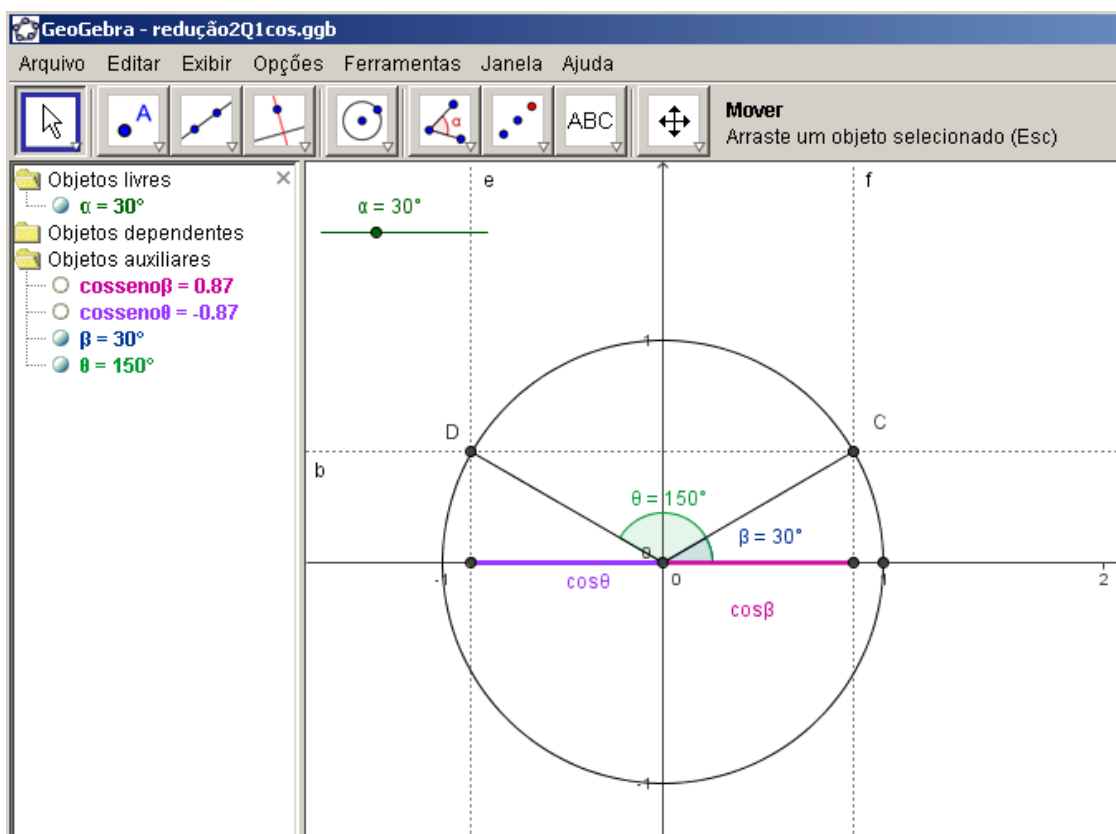 GeoGebra - redução2Q1cos.ggb
Arquivo Editar Exibir Opções Ferramentas Janela Ajuda
A
α
ABC
Mover
Arraste um objeto selecionado (Esc)
Objetos livres
α = 30°
Objetos dependentes
Objetos auxiliares
cossenoβ = 0.87
cossenoθ = -0.87
β = 30°
θ = 150°
e
f
α = 30°
1
D
C
b
θ = 150°
β = 30°
0
-1
cosθ
0
1
2
cosβ
-1